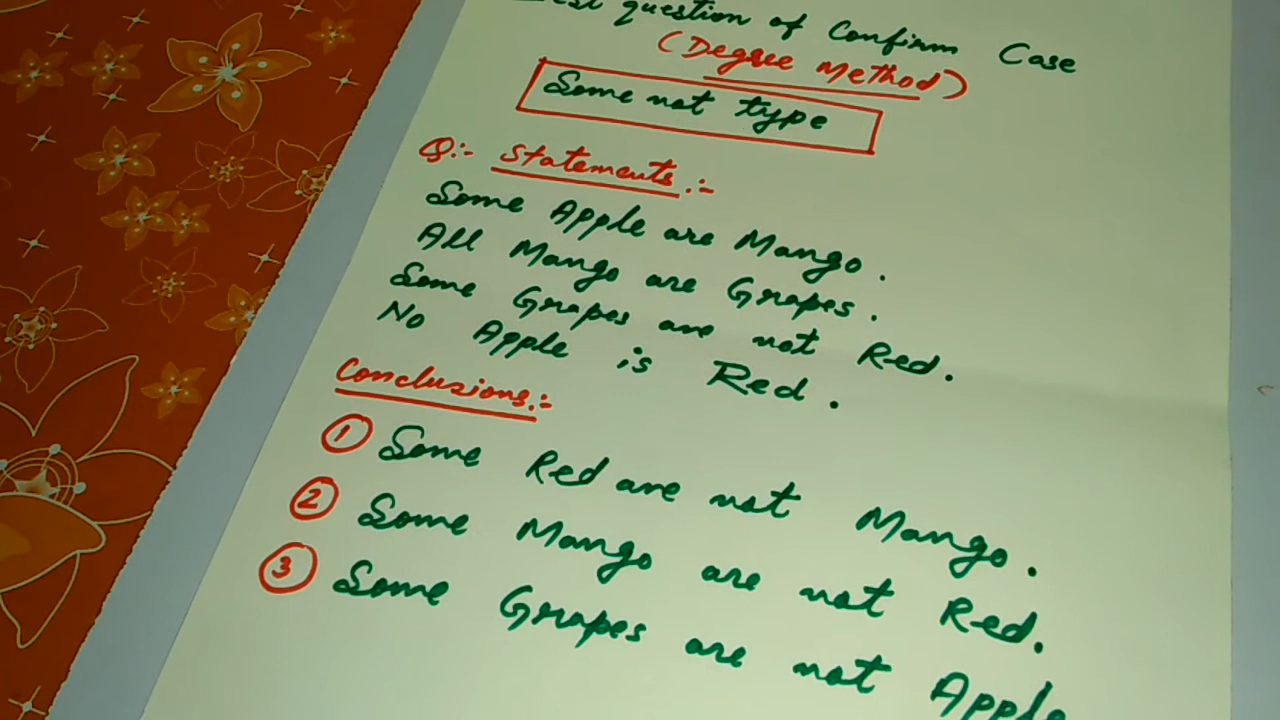 question of Confirm Case
(Degree Method)
Some not type
Q:- Statements:-
Some Apple are Mango.
All Mango are Grapes.
Some Grapes are not Red.
No Apple is Red.
Conclusions:-
1 Some Red are not Mango.
2 Some Mango are not Red.
3 Some Grapes are not Apple